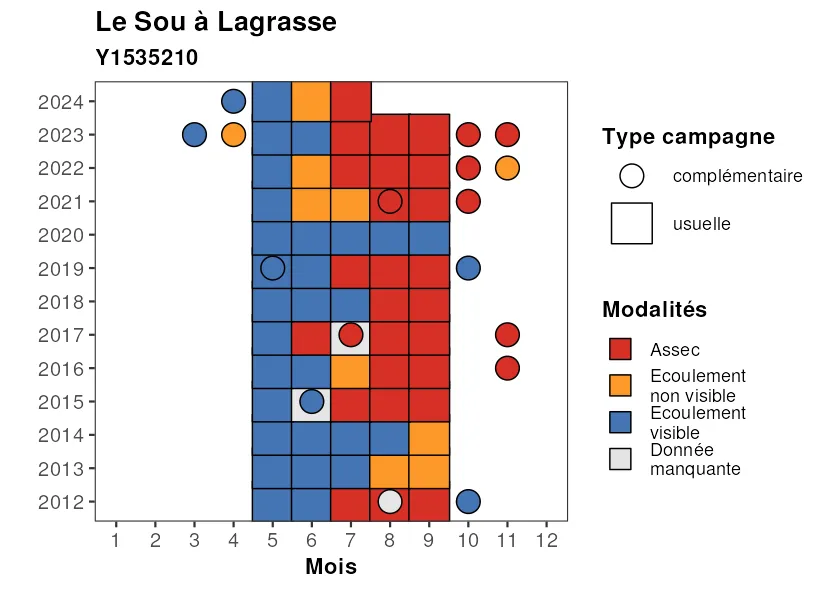 Le Sou à Lagrasse
Y1535210
2024
2023
2022
2021
2020
2019
2018
2017
2016
2015
2014
2013
2012
1 2 3 4 5 6 7 8 9 10 11 12
Mois
Type campagne
complémentaire
usuelle
Modalités
Assec
Ecoulement
non visible
Ecoulement
visible
Donnée
manquante